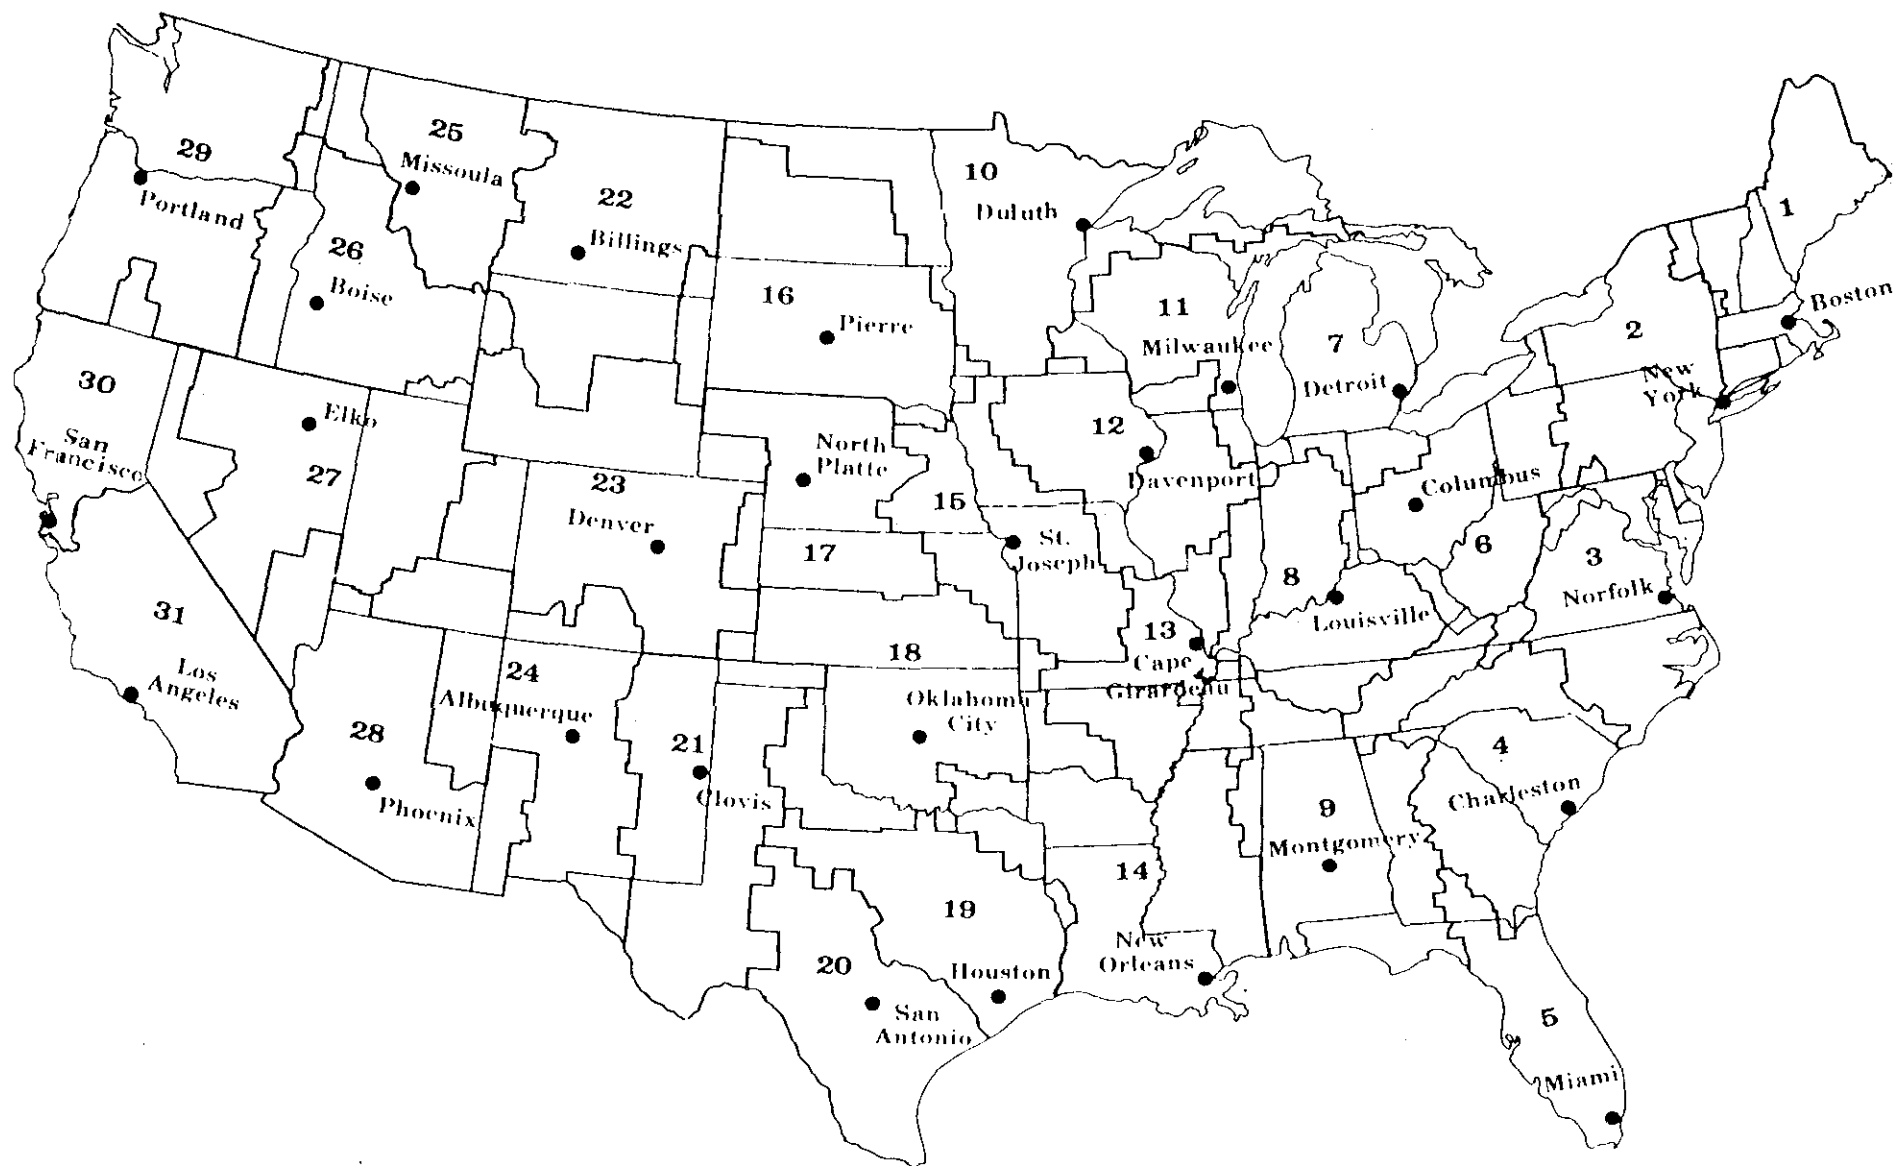 25
29
Missoula
10
1
22
Portland
Duluth
26
Billings
Boise
16
11
Boston
Pierre
2
Milwaukee
7
30
Detroit
New
York
Elko
12
San
Francisco
North
Platte
27
Davenport
Columbus
23
15
Denver
St.
Joseph
17
6
3
8
Norfolk
31
Louisville
13
18
Cape
Girardeau
Los
Angeles
24
Albuquerque
Oklahoma
City
28
21
4
Clovis
Charleston
Phoenix
9
Montgomery
14
19
20
New
Orleans
Houston
San
Antonio
5
Miami